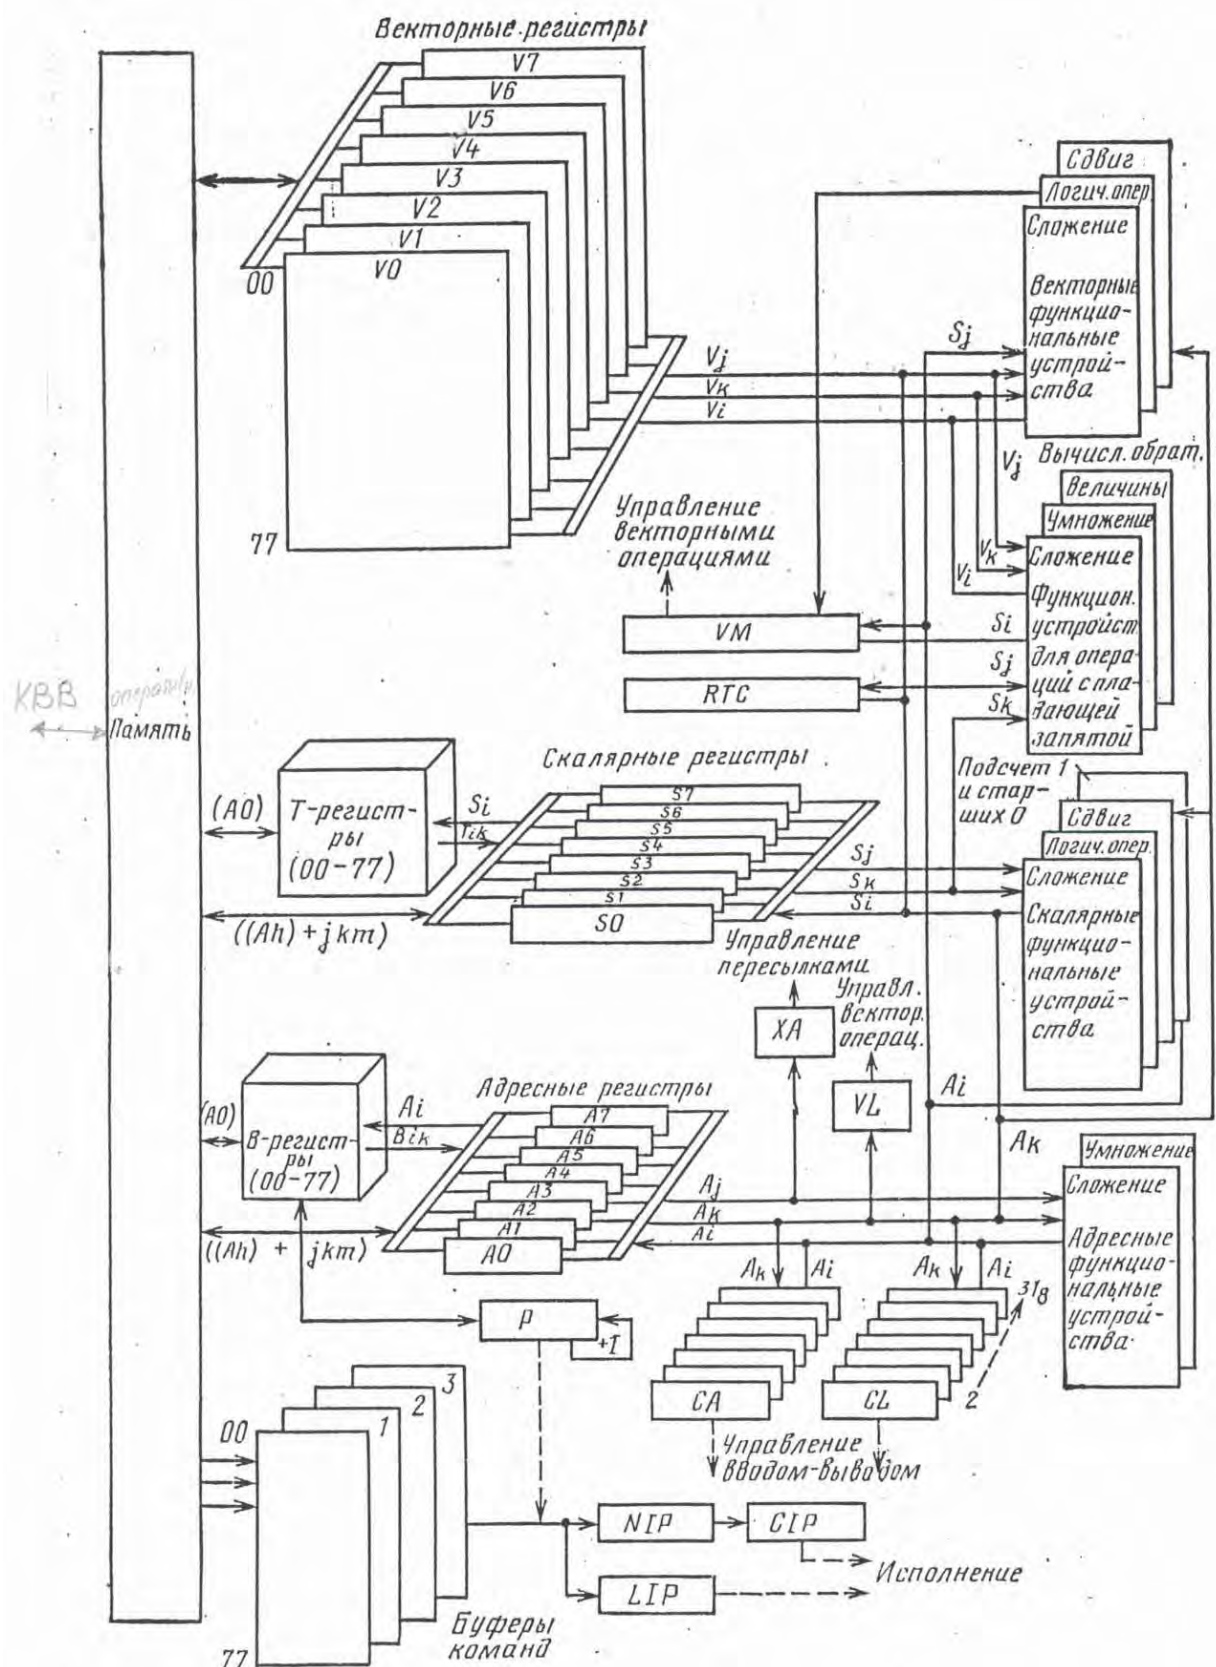 Векторные регистры
V7
V6
V5
V4
V3
V2
V1
V0
00
77
Сдвиг
Логич.опер.
Сложение
Векторные
функцио-
нальные
устрой-
ства
Sj
Vj
Vk
Vi
Вычисл. обрат.
Величины
Умножение
Сложение
Функцион.
устройст.
для опера-
ций с пла-
вающей
запятой
Vj
Vk
Vi
Управление
векторными
операциями
VM
Si
RTC
Sj
Sk
КВВ
Память
Скалярные регистры
S7
S6
S5
S4
S3
S2
S1
S0
Т-регист-
ры
(00-77)
(A0)
Si
Tik
((Ah)+jkm)
Sj
Sk
Si
Подсчет 1
и стар-
ших 0
Сдвиг
Логич.опер.
Сложение
Скалярные
функцио-
нальные
устрой-
ства
Управление
пересылками
XA
Управл.
вектор.
операц.
VL
Ai
Ak
Адресные регистры
A7
A6
A5
A4
A3
A2
A1
A0
(A0)
В-регист-
ры
(00-77)
Ai
Bik
((Ah) + jkm)
Aj
Ak
Ai
Умножение
Сложение
Адресные
функцио-
нальные
устрой-
ства
Ak
Ai
Ak
Ai
318
2
P
+I
CA
CL
Управление
вводом-выводом
00
1
2
3
77
Буферы
команд
NIP
CIP
LIP
Исполнение